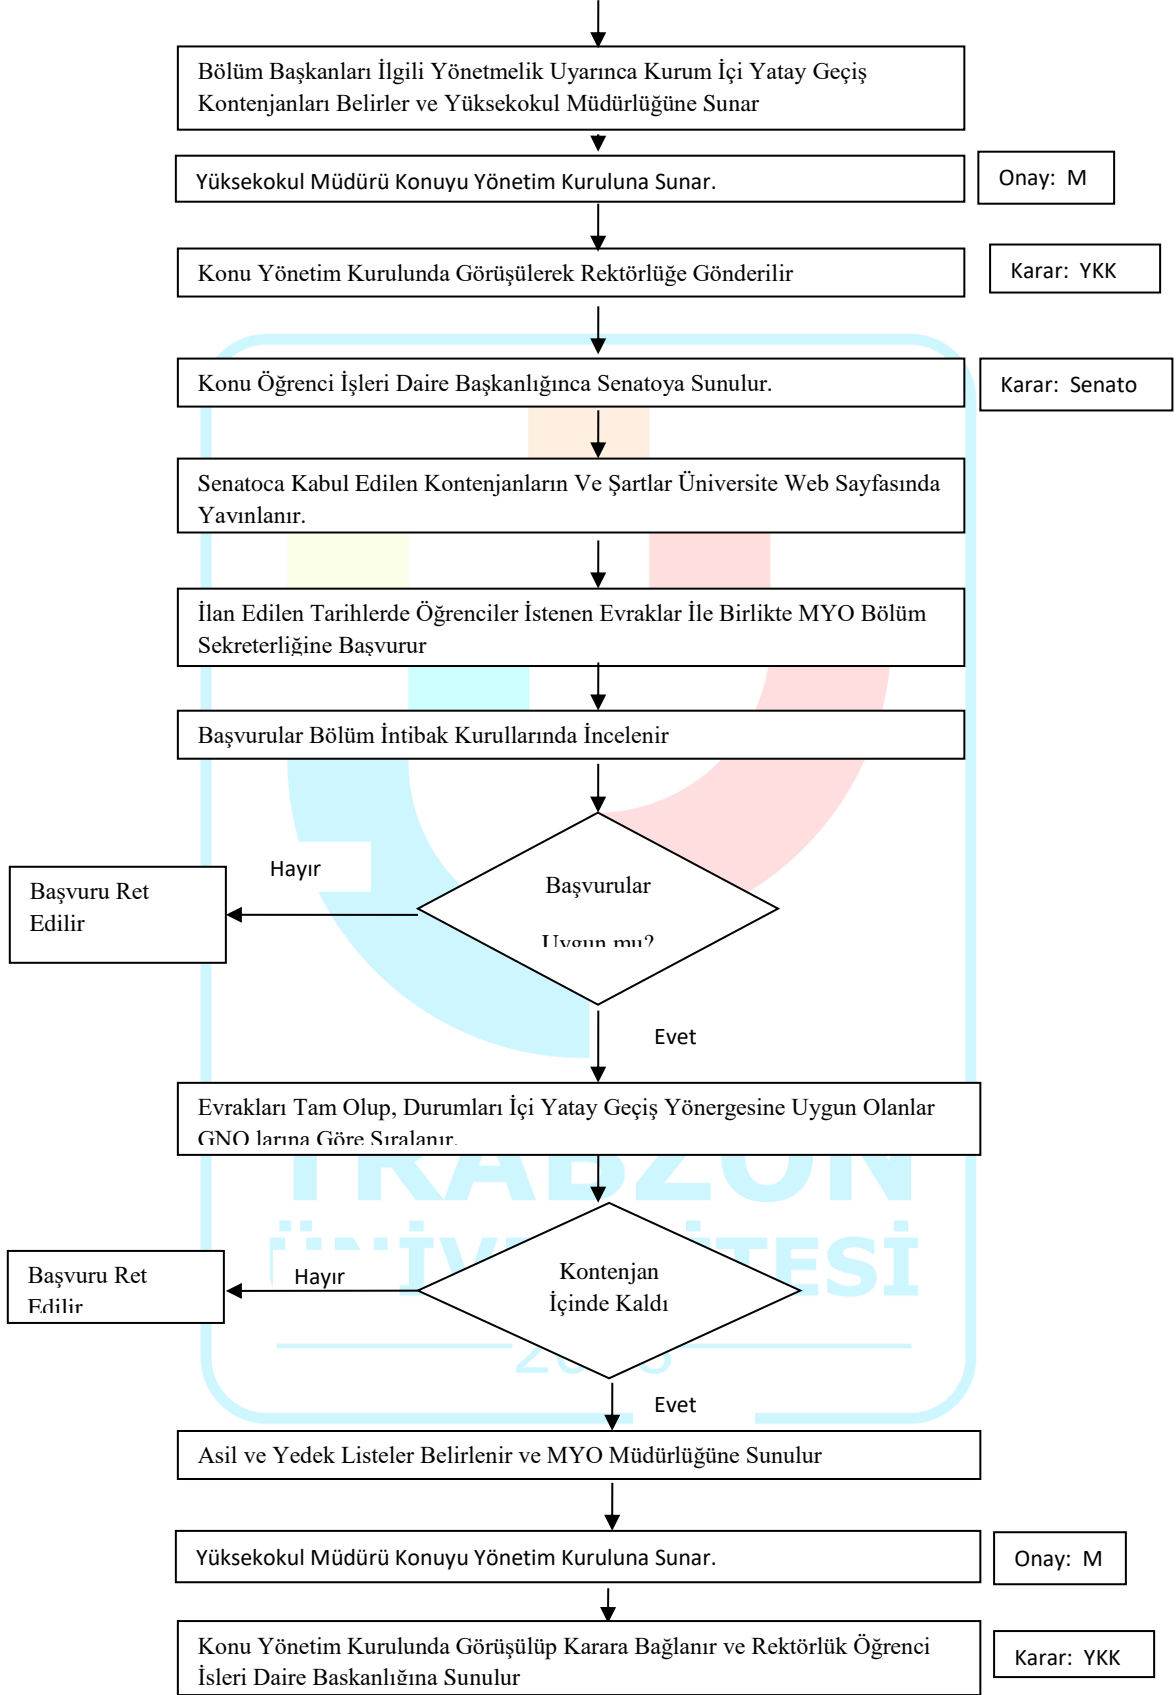 Bölüm Başkanları İlgili Yönetmelik Uyarınca Kurum İçi Yatay Geçiş
Kontenjanları Belirler ve Yüksekokul Müdürlüğüne Sunar
Yüksekokul Müdürü Konuyu Yönetim Kuruluna Sunar.
Onay: M
Konu Yönetim Kurulunda Görüşülerek Rektörlüğe Gönderilir
Karar: YKK
Konu Öğrenci İşleri Daire Başkanlığınca Senatoya Sunulur.
Karar: Senato
Senatoca Kabul Edilen Kontenjanların Ve Şartlar Üniversite Web Sayfasında
Yayınlanır.
İlan Edilen Tarihlerde Öğrenciler İstenen Evraklar İle Birlikte MYO Bölüm
Sekreterliğine Başvurur
Başvurular Bölüm İntibak Kurullarında İncelenir
Hayır
Başvuru Ret
Edilir
Başvurular
Uygun mu?
Evet
Evrakları Tam Olup, Durumları İçi Yatay Geçiş Yönergesine Uygun Olanlar
GNO larına Göre Sıralanır.
TRABZON
Başvuru Ret
Edilir
Hayır
Kontenjan
İçinde Kaldı
Evet
Asil ve Yedek Listeler Belirlenir ve MYO Müdürlüğüne Sunulur
Yüksekokul Müdürü Konuyu Yönetim Kuruluna Sunar.
Onay: M
Konu Yönetim Kurulunda Görüşülüp Karara Bağlanır ve Rektörlük Öğrenci
İşleri Daire Başkanlığına Sunulur
Karar: YKK